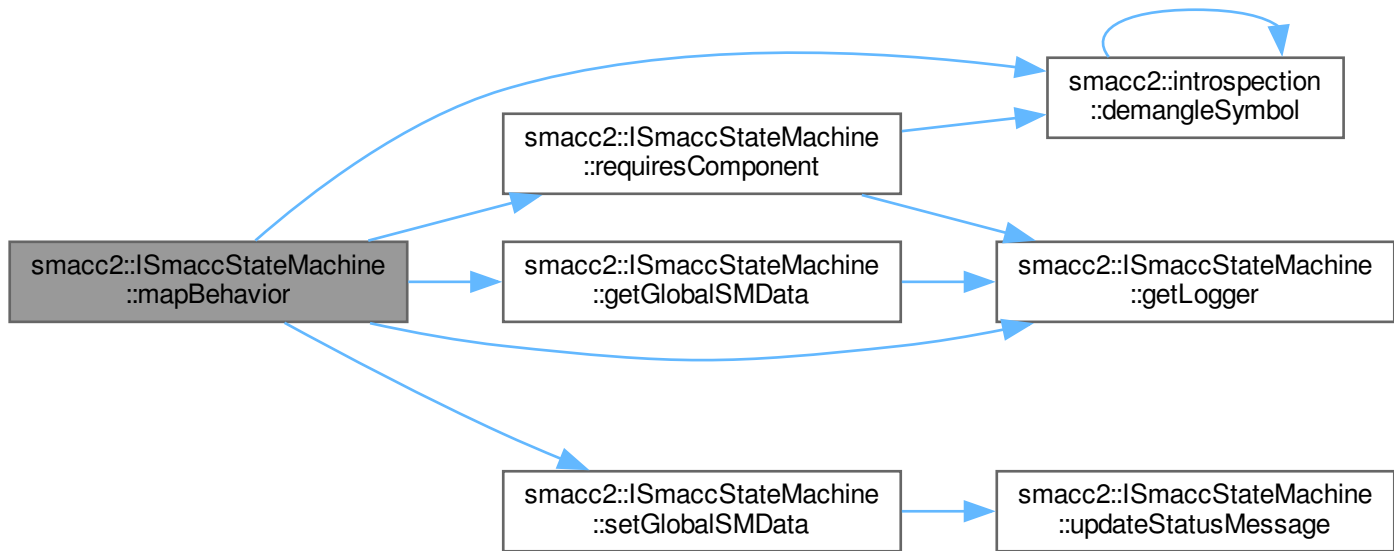 smacc2::introspection
::demangleSymbol
smacc2::ISmaccStateMachine
::requiresComponent
smacc2::ISmaccStateMachine
::mapBehavior
smacc2::ISmaccStateMachine
::getGlobalSMData
smacc2::ISmaccStateMachine
::getLogger
smacc2::ISmaccStateMachine
::setGlobalSMData
smacc2::ISmaccStateMachine
::updateStatusMessage